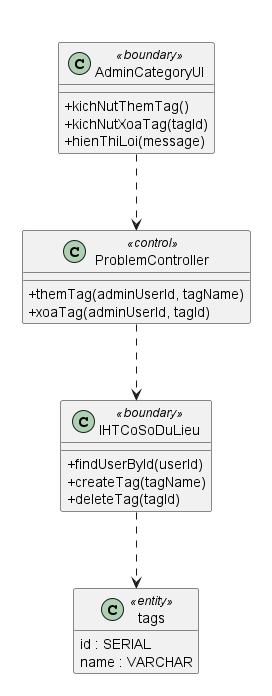 «boundary»
C AdminCategoryUI
+kichNutThemTag()
+kichNutXoaTag(tagId)
+hienThiLoi(message)
«control»
C ProblemController
+themTag(adminUserId, tagName)
+xoaTag(adminUserId, tagId)
«boundary»
C IHTCoSoDuLieu
+findUserById(userId)
+createTag(tagName)
+deleteTag(tagId)
«entity»
C tags
id : SERIAL
name : VARCHAR